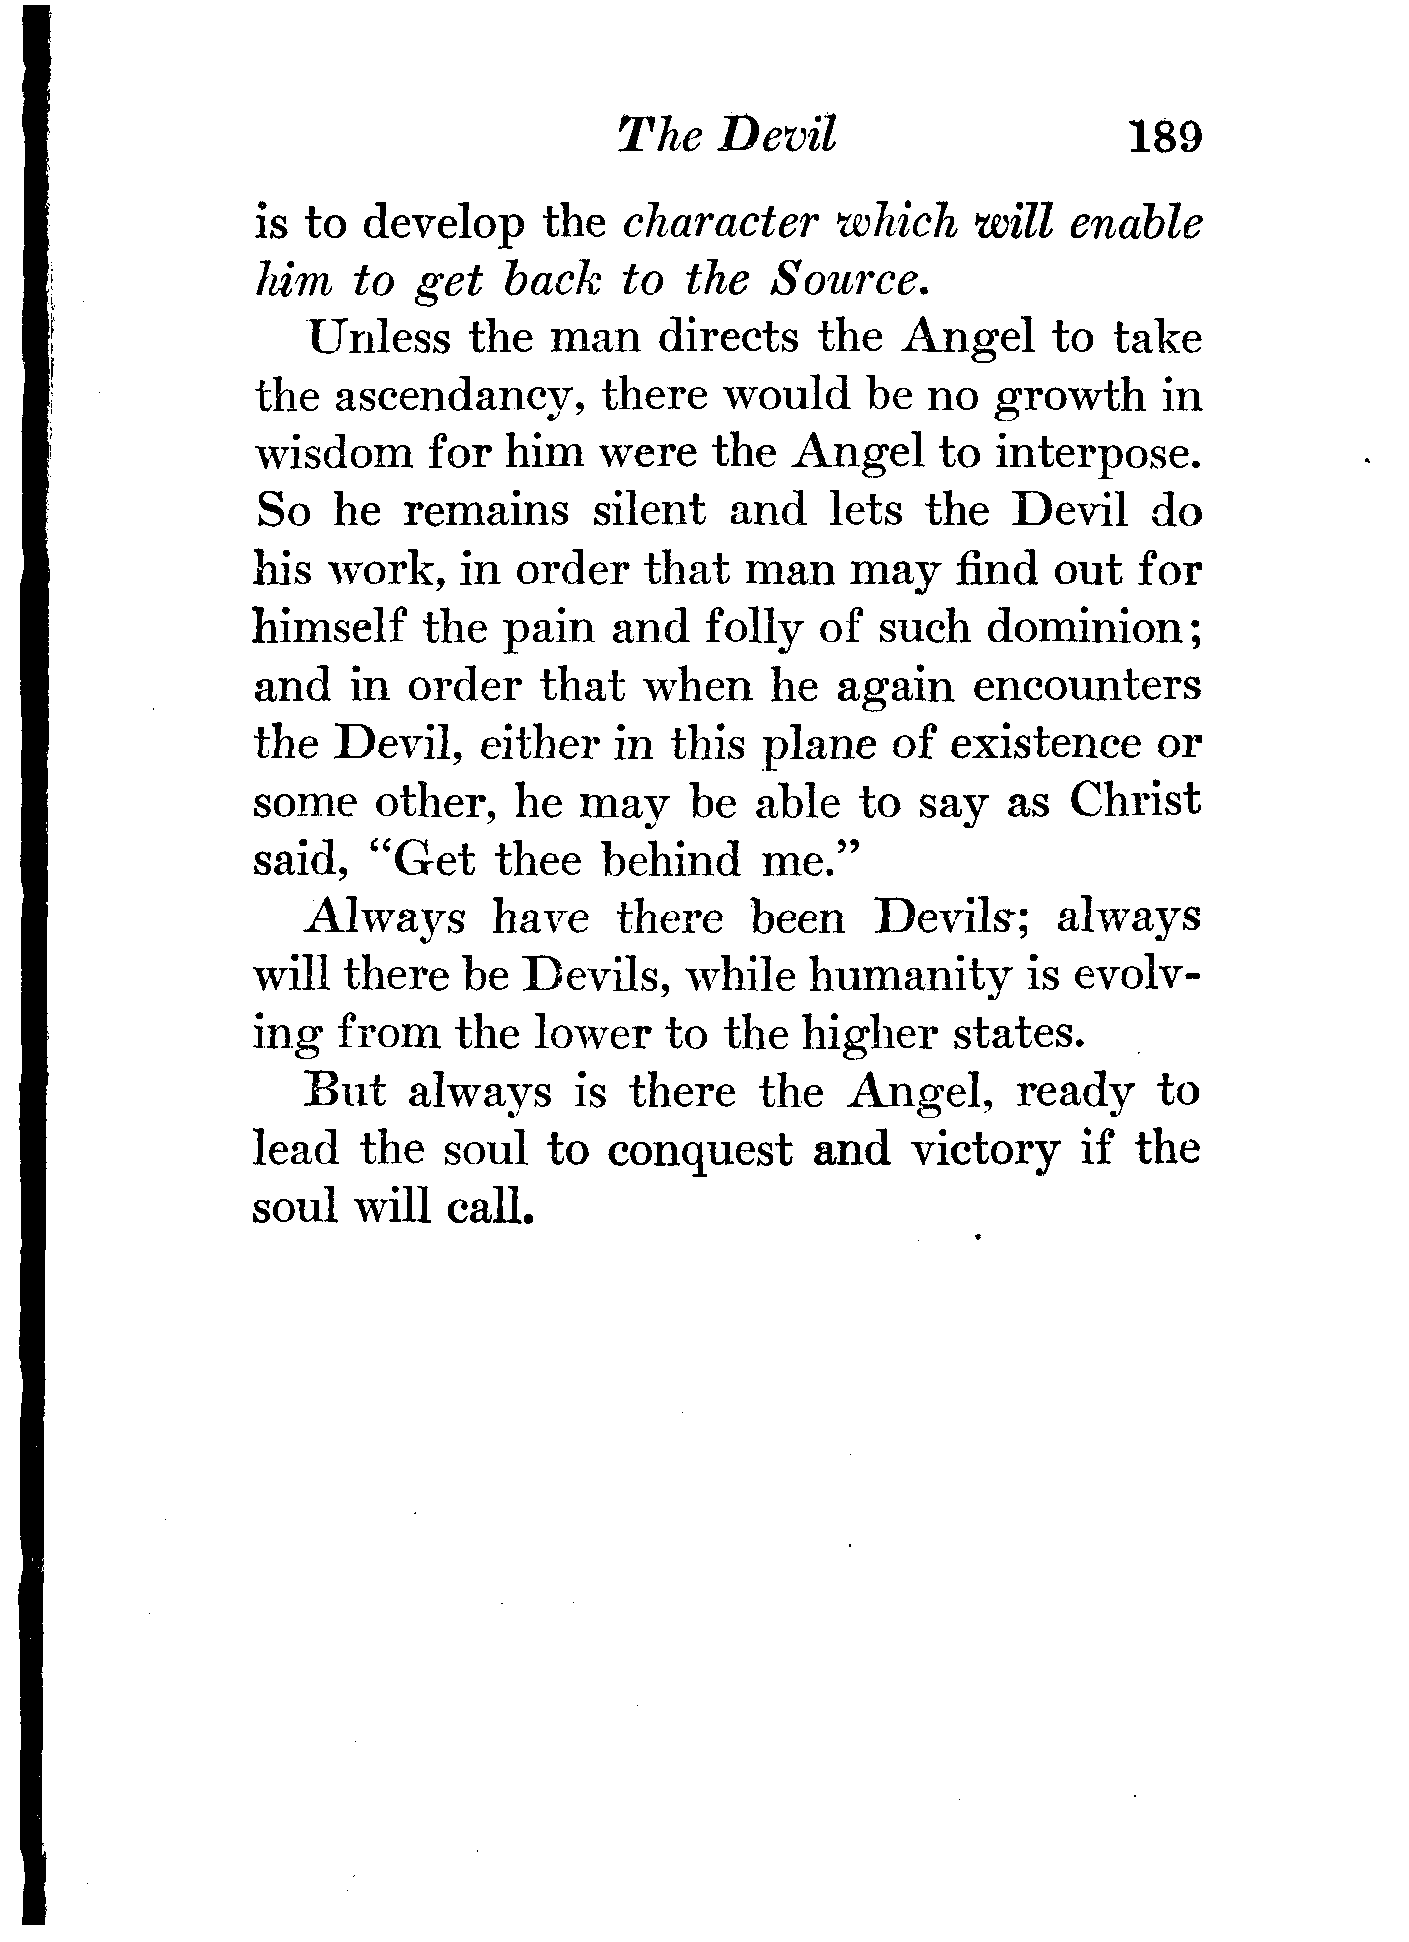 The Devil 189
is to develop the character which will enable
him to get back to the Source.
Unless the man directs the Angel to take
the ascendancy, there would be no growth in
wisdom for him were the Angel to interpose.
So he remains silent and lets the Devil do
his work, in order that man may find out for
himself the pain and folly of such dominion;
and in order that when he again encounters
the Devil, either in this plane of existence or
some other, he may be able to say as Christ
said, “Get thee behind me.”
Always have there been Devils; always
will there be Devils, while humanity is evolv-
ing from the lower to the higher states.
But always is there the Angel, ready to
lead the soul to conquest and victory if the
soul will call.